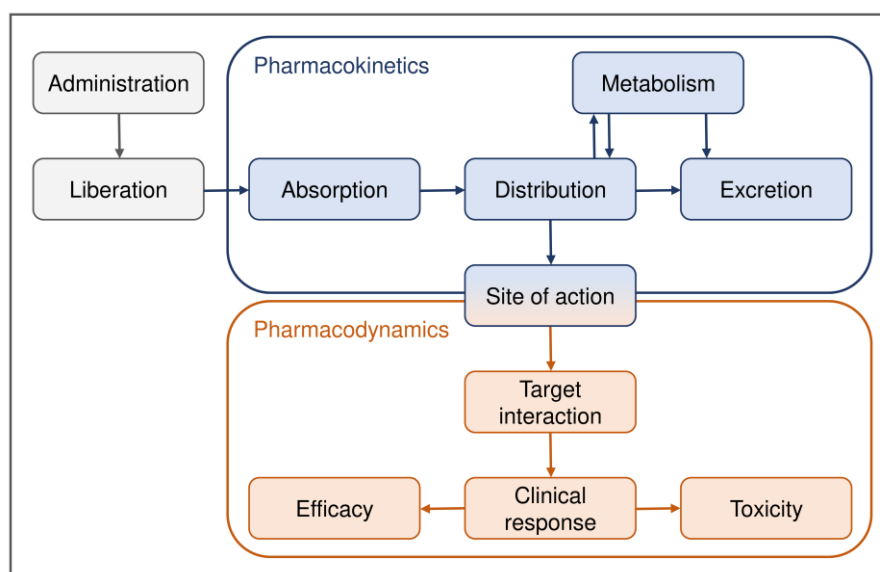 Pharmacokinetics
Administration
Metabolism
Liberation
Absorption
Distribution
Excretion
Site of action
Pharmacodynamics
Target
interaction
Efficacy
Clinical
response
Toxicity